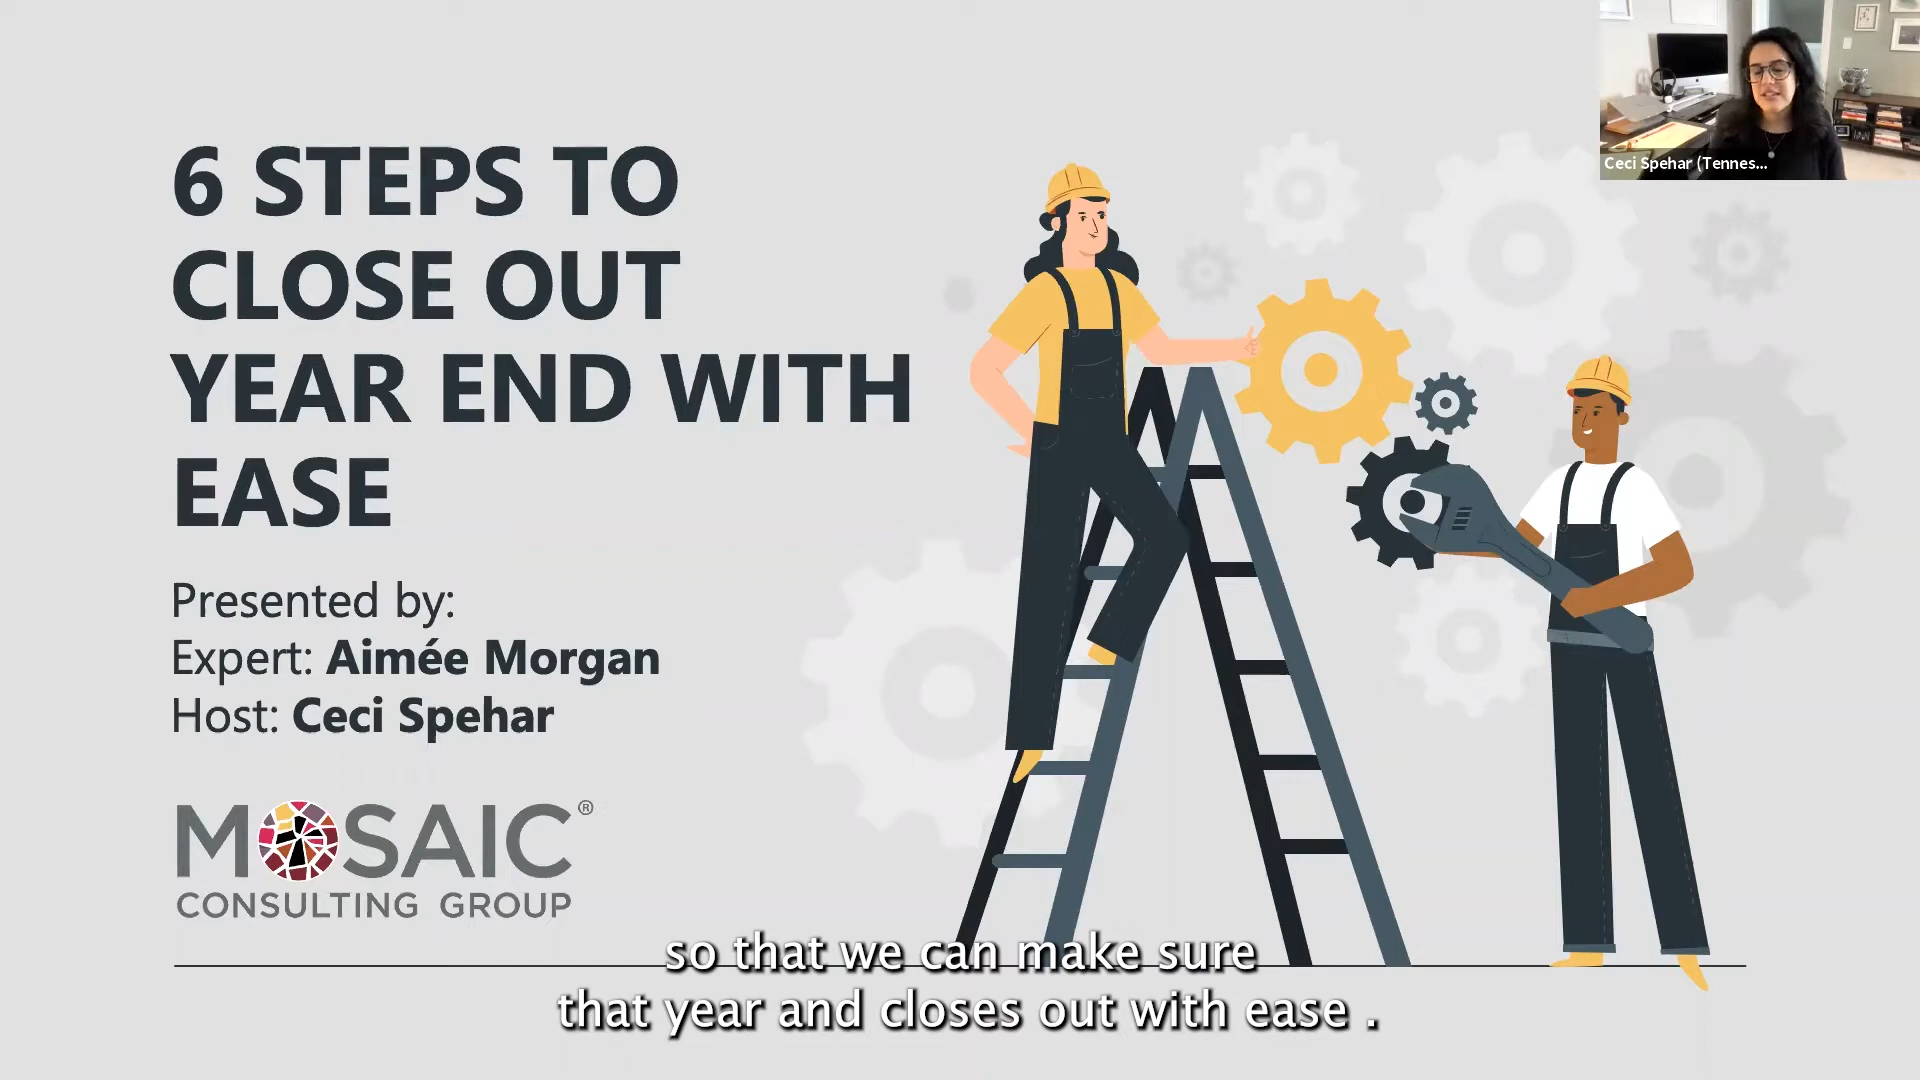 6 STEPS TO
CLOSE OUT
YEAR END WITH
EASE
Presented by:
Expert: Aimée Morgan
Host: Ceci Spehar
MOSAIC®
CONSULTING GROUP
Ceci Spehar (Tennes...
so that we can make sure
that year and closes out with ease .